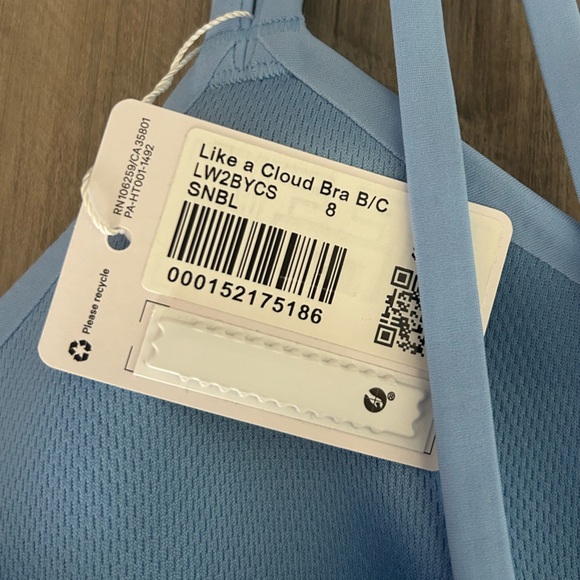 RN106259/CA35801
PA-HT001-1492
Like a Cloud Bra B/C
LW2BYCS 8
SNBL
000152175186
Please recycle
®